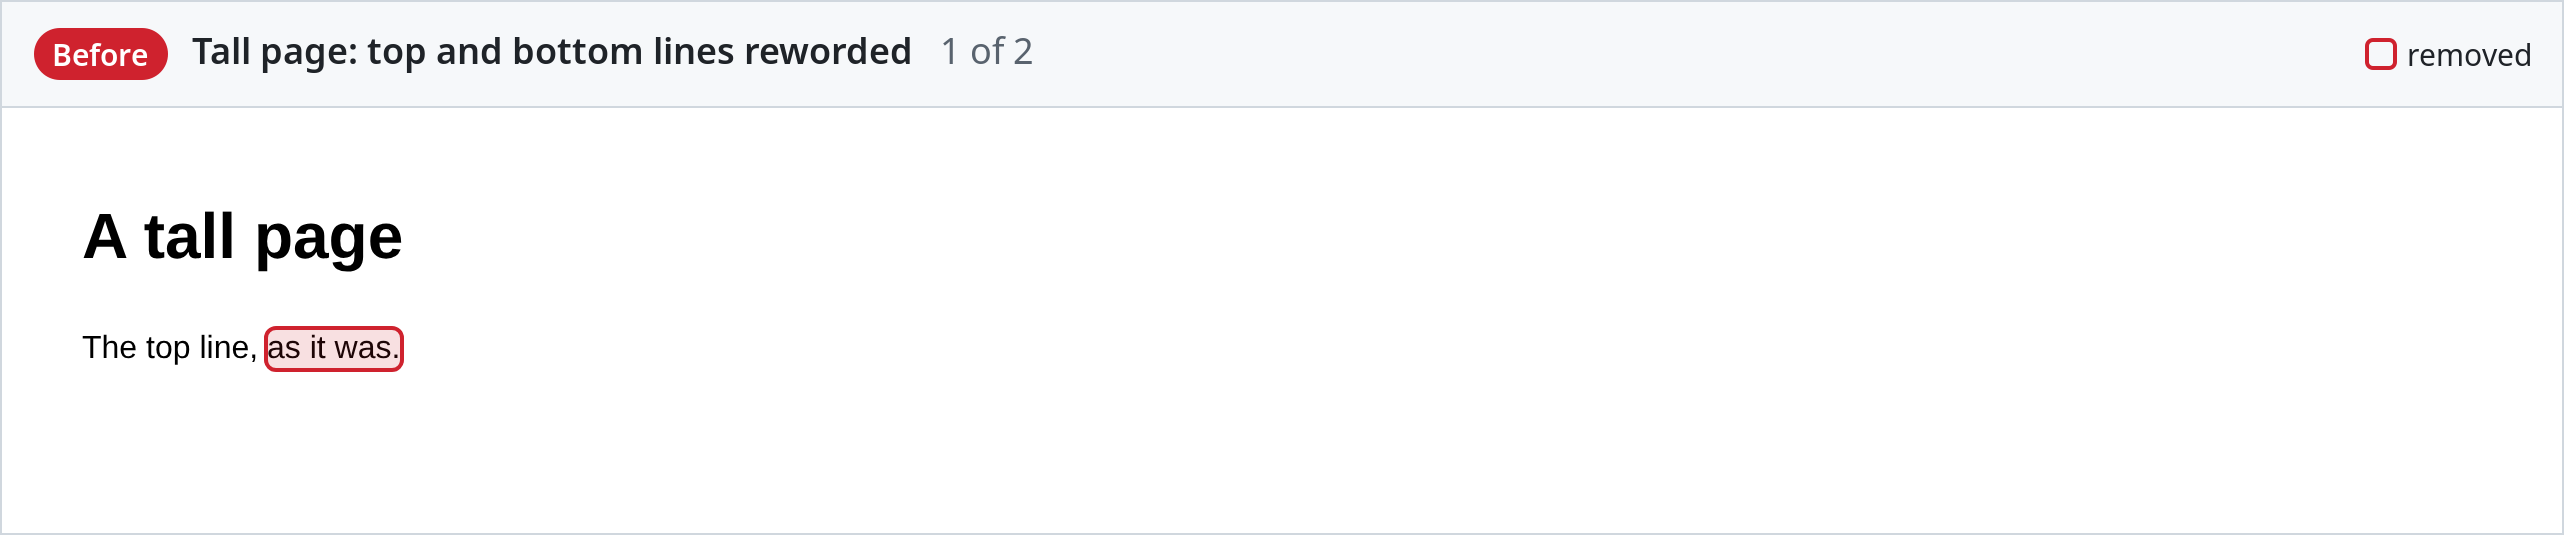 Before Tall page: top and bottom lines reworded 1 of 2 removed
A tall page
The top line, as it was.